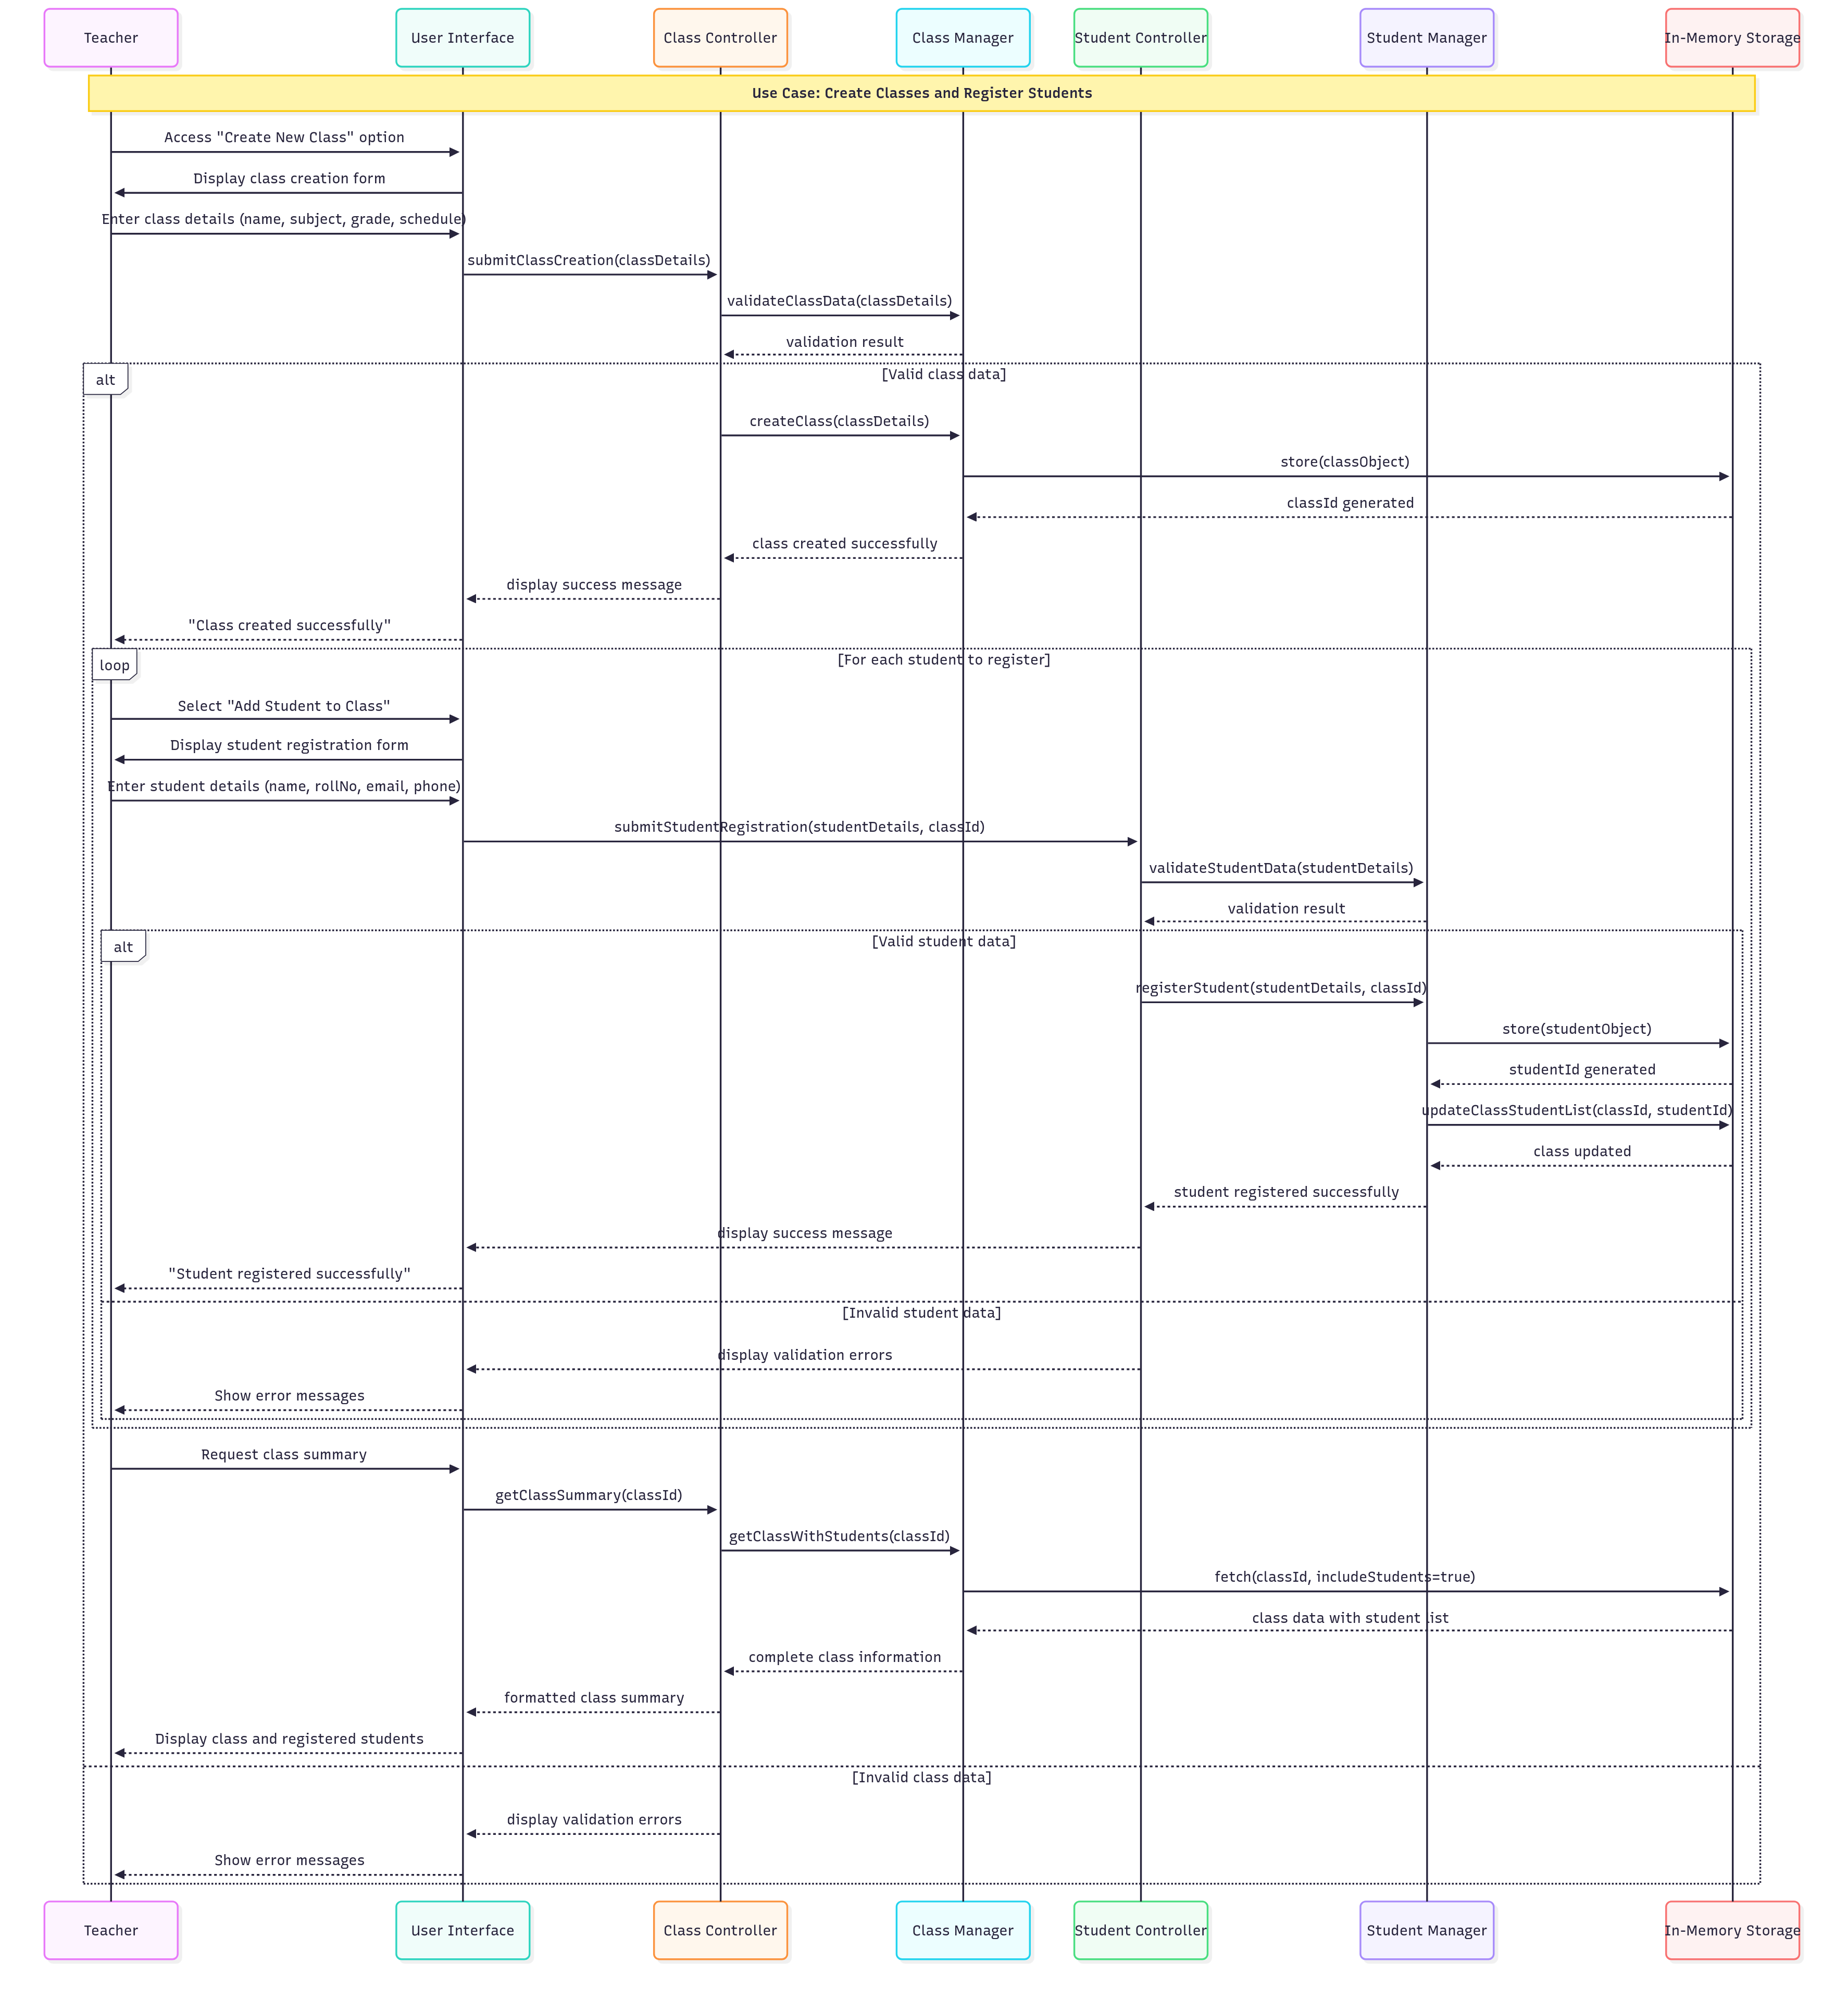 Teacher
User Interface
Class Controller
Class Manager
Student Controller
Student Manager
In-Memory Storage
Use Case: Create Classes and Register Students
Access "Create New Class" option
Display class creation form
Enter class details (name, subject, grade, schedule)
submitClassCreation(classDetails)
validateClassData(classDetails)
validation result
alt
[Valid class data]
createClass(classDetails)
store(classObject)
classId generated
class created successfully
display success message
"Class created successfully"
loop
[For each student to register]
Select "Add Student to Class"
Display student registration form
Enter student details (name, rollNo, email, phone)
submitStudentRegistration(studentDetails, classId)
validateStudentData(studentDetails)
validation result
alt
[Valid student data]
registerStudent(studentDetails, classId)
store(studentObject)
studentId generated
updateClassStudentList(classId, studentId)
class updated
student registered successfully
display success message
"Student registered successfully"
[Invalid student data]
display validation errors
Show error messages
Request class summary
getClassSummary(classId)
getClassWithStudents(classId)
fetch(classId, includeStudents=true)
class data with student list
complete class information
formatted class summary
Display class and registered students
[Invalid class data]
display validation errors
Show error messages
Teacher
User Interface
Class Controller
Class Manager
Student Controller
Student Manager
In-Memory Storage